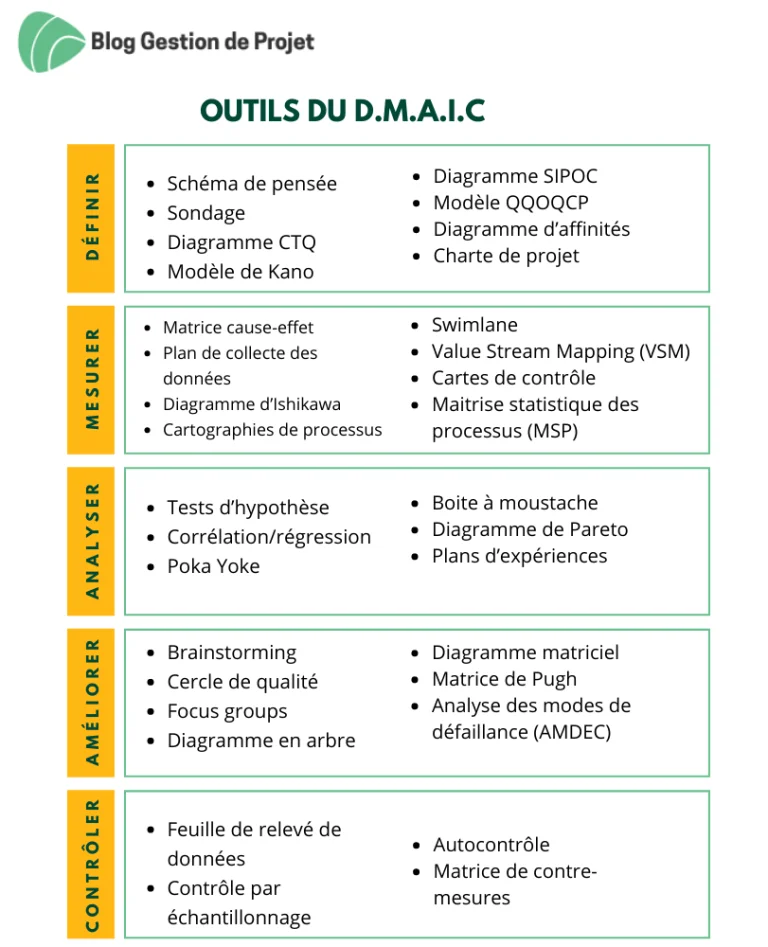 Blog Gestion de Projet
OUTILS DU D.M.A.I.C
DÉFINIR
• Schéma de pensée
• Sondage
• Diagramme CTQ
• Modèle de Kano
• Diagramme SIPOC
• Modèle QQOQCP
• Diagramme d’affinités
• Charte de projet
MESURER
• Matrice cause-effet
• Plan de collecte des
données
• Diagramme d’Ishikawa
• Cartographies de processus
• Swimlane
• Value Stream Mapping (VSM)
• Cartes de contrôle
• Maitrise statistique des
processus (MSP)
ANALYSER
• Tests d’hypothèse
• Corrélation/régression
• Poka Yoke
• Boite à moustache
• Diagramme de Pareto
• Plans d’expériences
AMÉLIORER
• Brainstorming
• Cercle de qualité
• Focus groups
• Diagramme en arbre
• Diagramme matriciel
• Matrice de Pugh
• Analyse des modes de
défaillance (AMDEC)
CONTRÔLER
• Feuille de relevé de
données
• Contrôle par
échantillonnage
• Autocontrôle
• Matrice de contre-
mesures